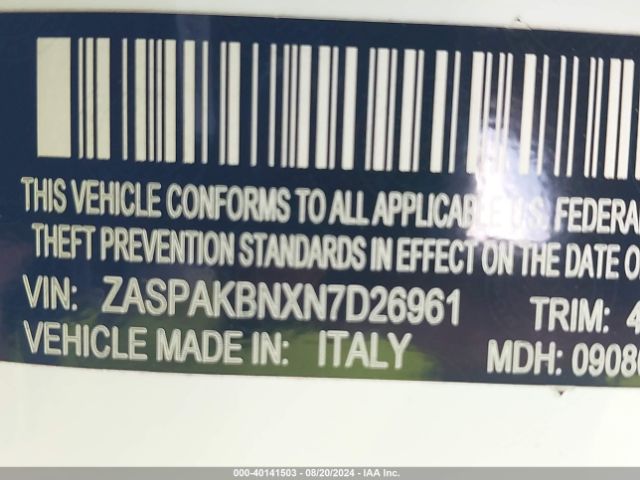 THIS VEHICLE CONFORMS TO ALL APPLICABLE U.S. FEDERA
THEFT PREVENTION STANDARDS IN EFFECT ON THE DATE O
VIN: ZASPAKBNXN7D26961 TRIM: 4
VEHICLE MADE IN: ITALY MDH: 0908
000-40141503 | 08/20/2024 - IAA Inc.